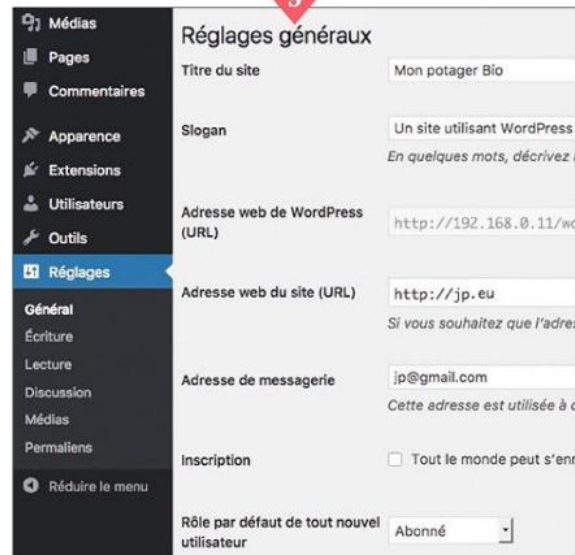 Médias
Pages
Commentaires
Apparence
Extensions
Utilisateurs
Outils
Réglages
Général
Écriture
Lecture
Discussion
Médias
Permaliens
Réduire le menu
Réglages généraux
Titre du site
Mon potager Bio
Slogan
Un site utilisant WordPress
En quelques mots, décrivez
Adresse web de WordPress
(URL)
http://192.168.0.11/wo
Adresse web du site (URL)
http://jp.eu
Si vous souhaitez que l'adre
Adresse de messagerie
jp@gmail.com
Cette adresse est utilisée à
Inscription
Tout le monde peut s'enr
Rôle par défaut de tout nouvel
utilisateur
Abonné